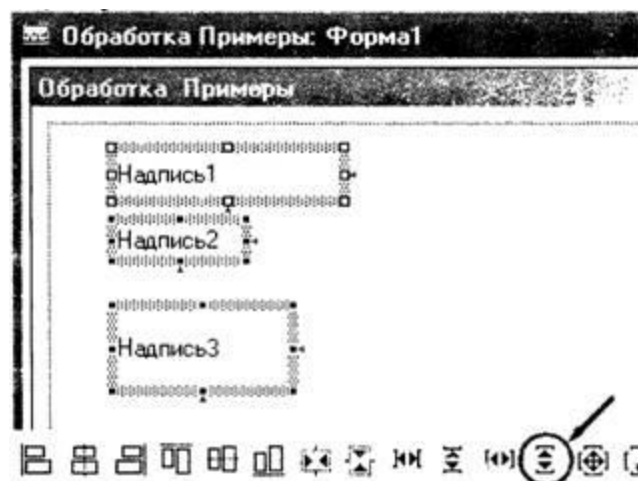 Обработка Примеры: Форма1
Обработка Примеры
Надпись1
Надпись2
Надпись3